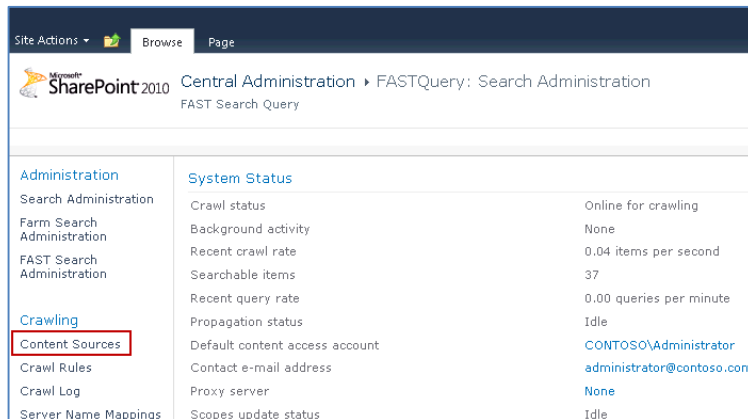 Site Actions Browse Page
Microsoft
SharePoint 2010
Central Administration FASTQuery: Search Administration
FAST Search Query
Administration
Search Administration
Farm Search
Administration
FAST Search
Administration
Crawling
Content Sources
Crawl Rules
Crawl Log
Server Name Mappings
System Status
Crawl status Online for crawling
Background activity None
Recent crawl rate 0.04 items per second
Searchable items 37
Recent query rate 0.00 queries per minute
Propagation status Idle
Default content access account CONTOSO\Administrator
Contact e-mail address administrator@contoso.com
Proxy server None
Scopes update status Idle